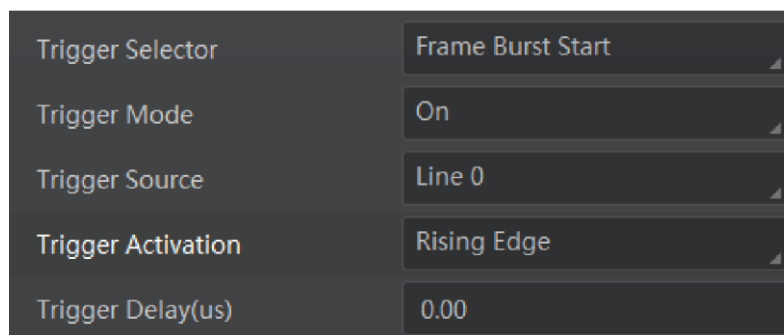 Trigger Selector Frame Burst Start
Trigger Mode On
Trigger Source Line 0
Trigger Activation Rising Edge
Trigger Delay(us) 0.00